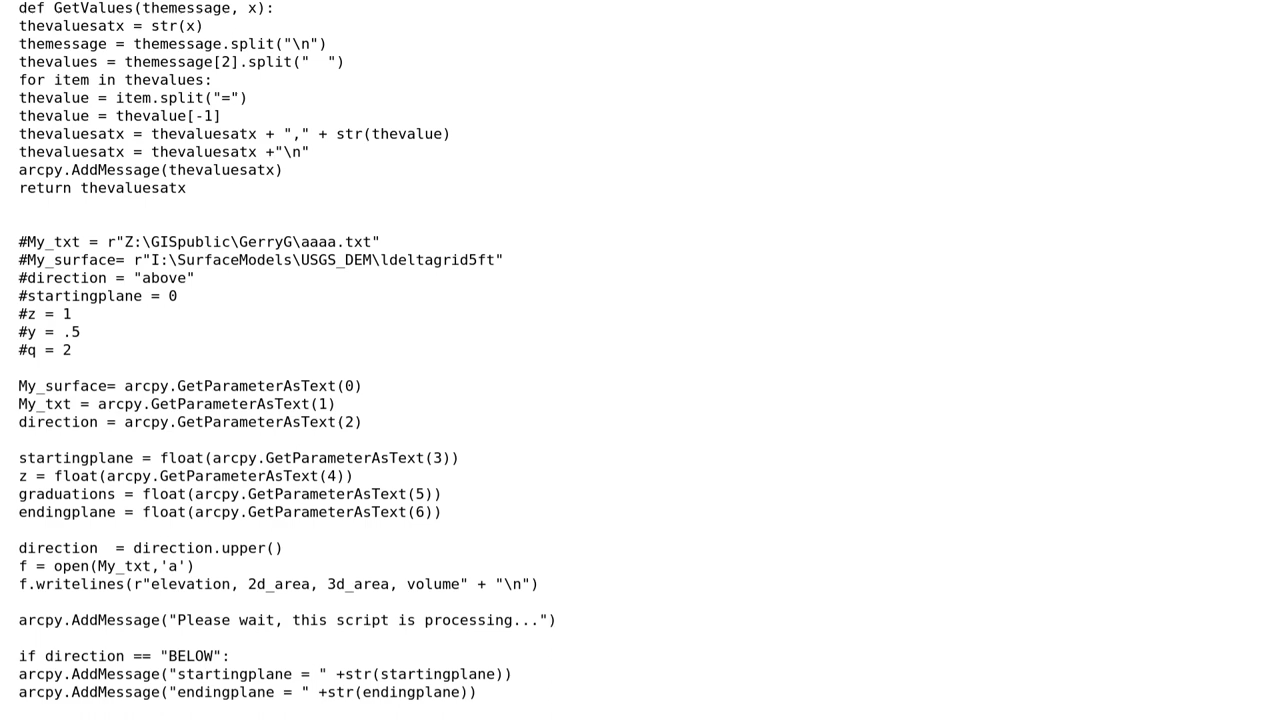 def GetValues(themessage, x):
thevaluesatx = str(x)
themessage = themessage.split("\n")
thevalues = themessage[2].split("  ")
for item in thevalues:
thevalue = item.split("=")
thevalue = thevalue[-1]
thevaluesatx = thevaluesatx + "," + str(thevalue)
thevaluesatx = thevaluesatx +"\n"
arcpy.AddMessage(thevaluesatx)
return thevaluesatx
#My_txt = r"Z:\GISpublic\GerryG\aaaa.txt"
#My_surface= r"I:\SurfaceModels\USGS_DEM\ldeltagrid5ft"
#direction = "above"
#startingplane = 0
#z = 1
#y = .5
#q = 2
My_surface= arcpy.GetParameterAsText(0)
My_txt = arcpy.GetParameterAsText(1)
direction = arcpy.GetParameterAsText(2)
startingplane = float(arcpy.GetParameterAsText(3))
z = float(arcpy.GetParameterAsText(4))
graduations = float(arcpy.GetParameterAsText(5))
endingplane = float(arcpy.GetParameterAsText(6))
direction  = direction.upper()
f = open(My_txt,'a')
f.writelines(r"elevation, 2d_area, 3d_area, volume" + "\n")
arcpy.AddMessage("Please wait, this script is processing...")
if direction == "BELOW":
arcpy.AddMessage("startingplane = " +str(startingplane))
arcpy.AddMessage("endingplane = " +str(endingplane))